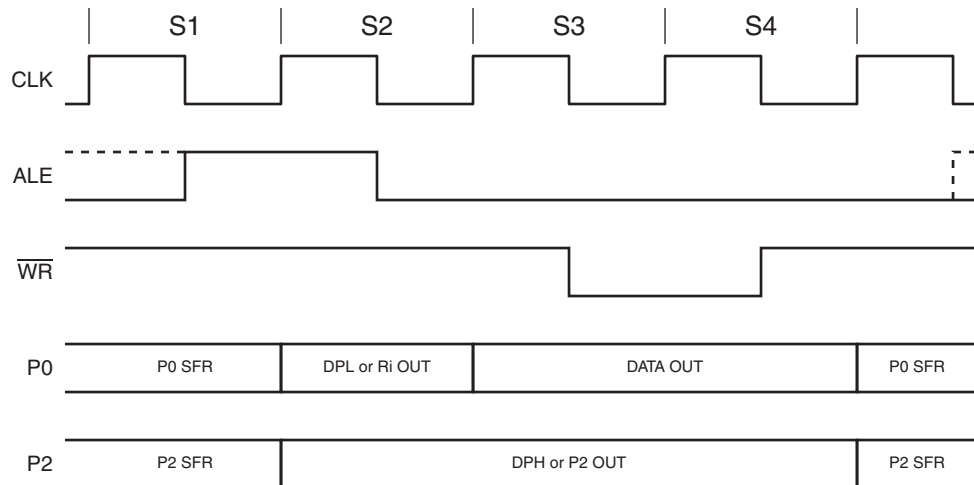 S1 S2 S3 S4
CLK
ALE
WR
P0 P0 SFR DPL or Ri OUT DATA OUT P0 SFR
P2 P2 SFR DPH or P2 OUT P2 SFR